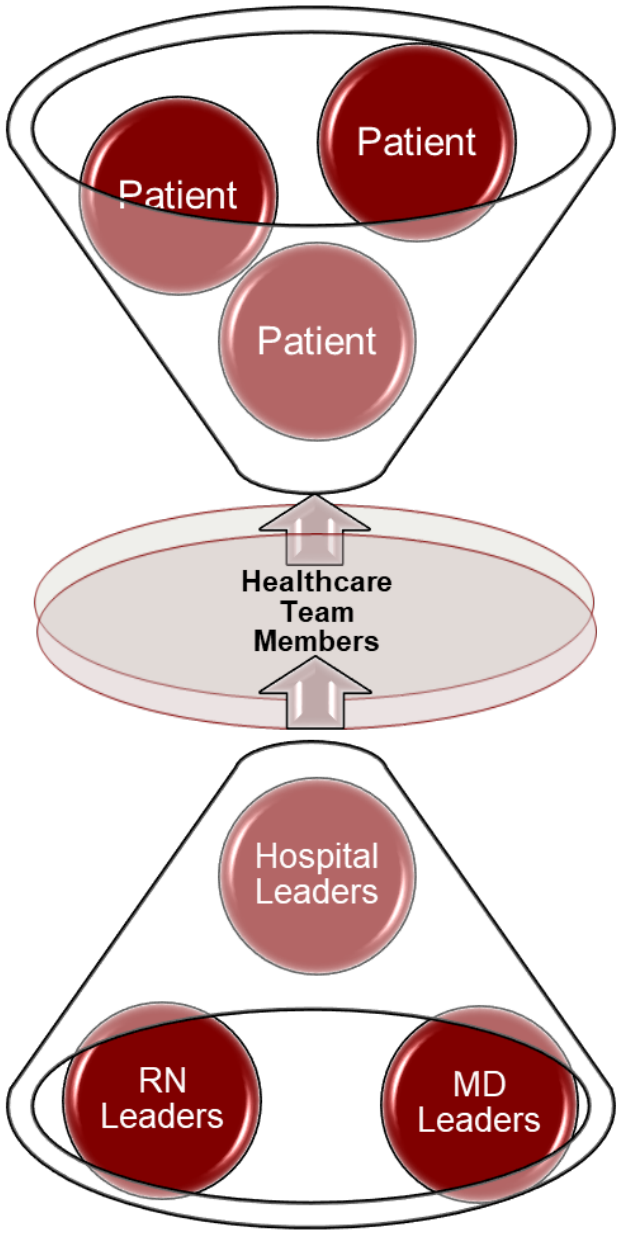 Patient
Patient
Patient
Healthcare
Team
Members
Hospital
Leaders
RN
Leaders
MD
Leaders